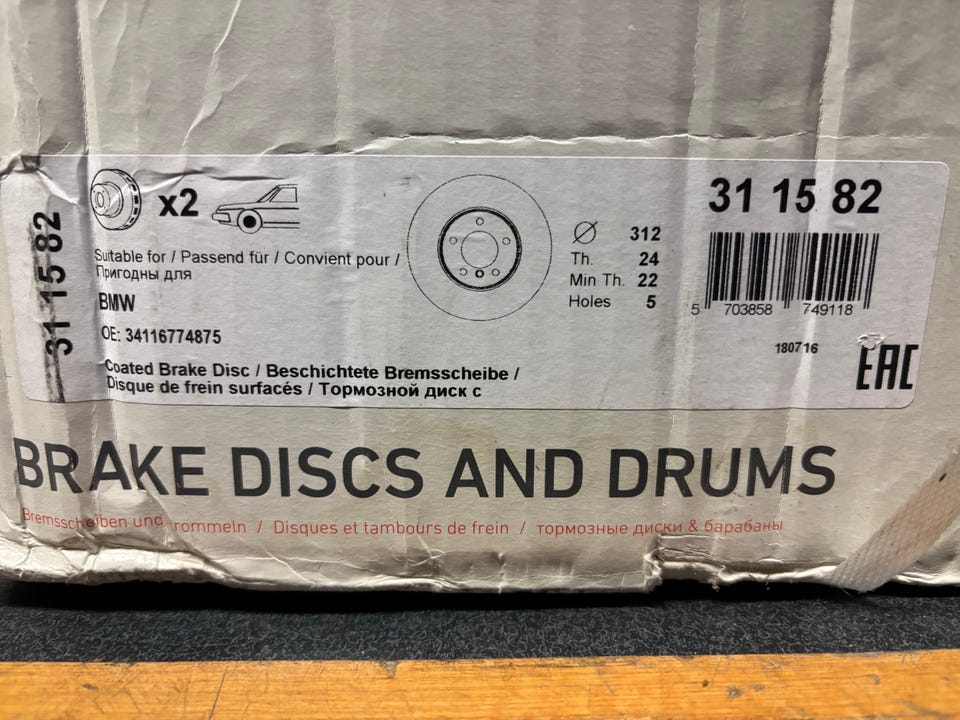 31 15 82
x2
Suitable for / Passend für / Convient pour /
Пригодны для
BMW
OE: 34116774875
Coated Brake Disc / Beschichtete Bremsscheibe /
Disque de frein surfacés / Тормозной диск с
Ø 312
Th. 24
Min Th. 22
Holes 5
31 15 82
5 703858 749118
180716
EAC
BRAKE DISCS AND DRUMS
Bremsscheiben und rommeln / Disques et tambours de frein / тормозные диски & барабаны